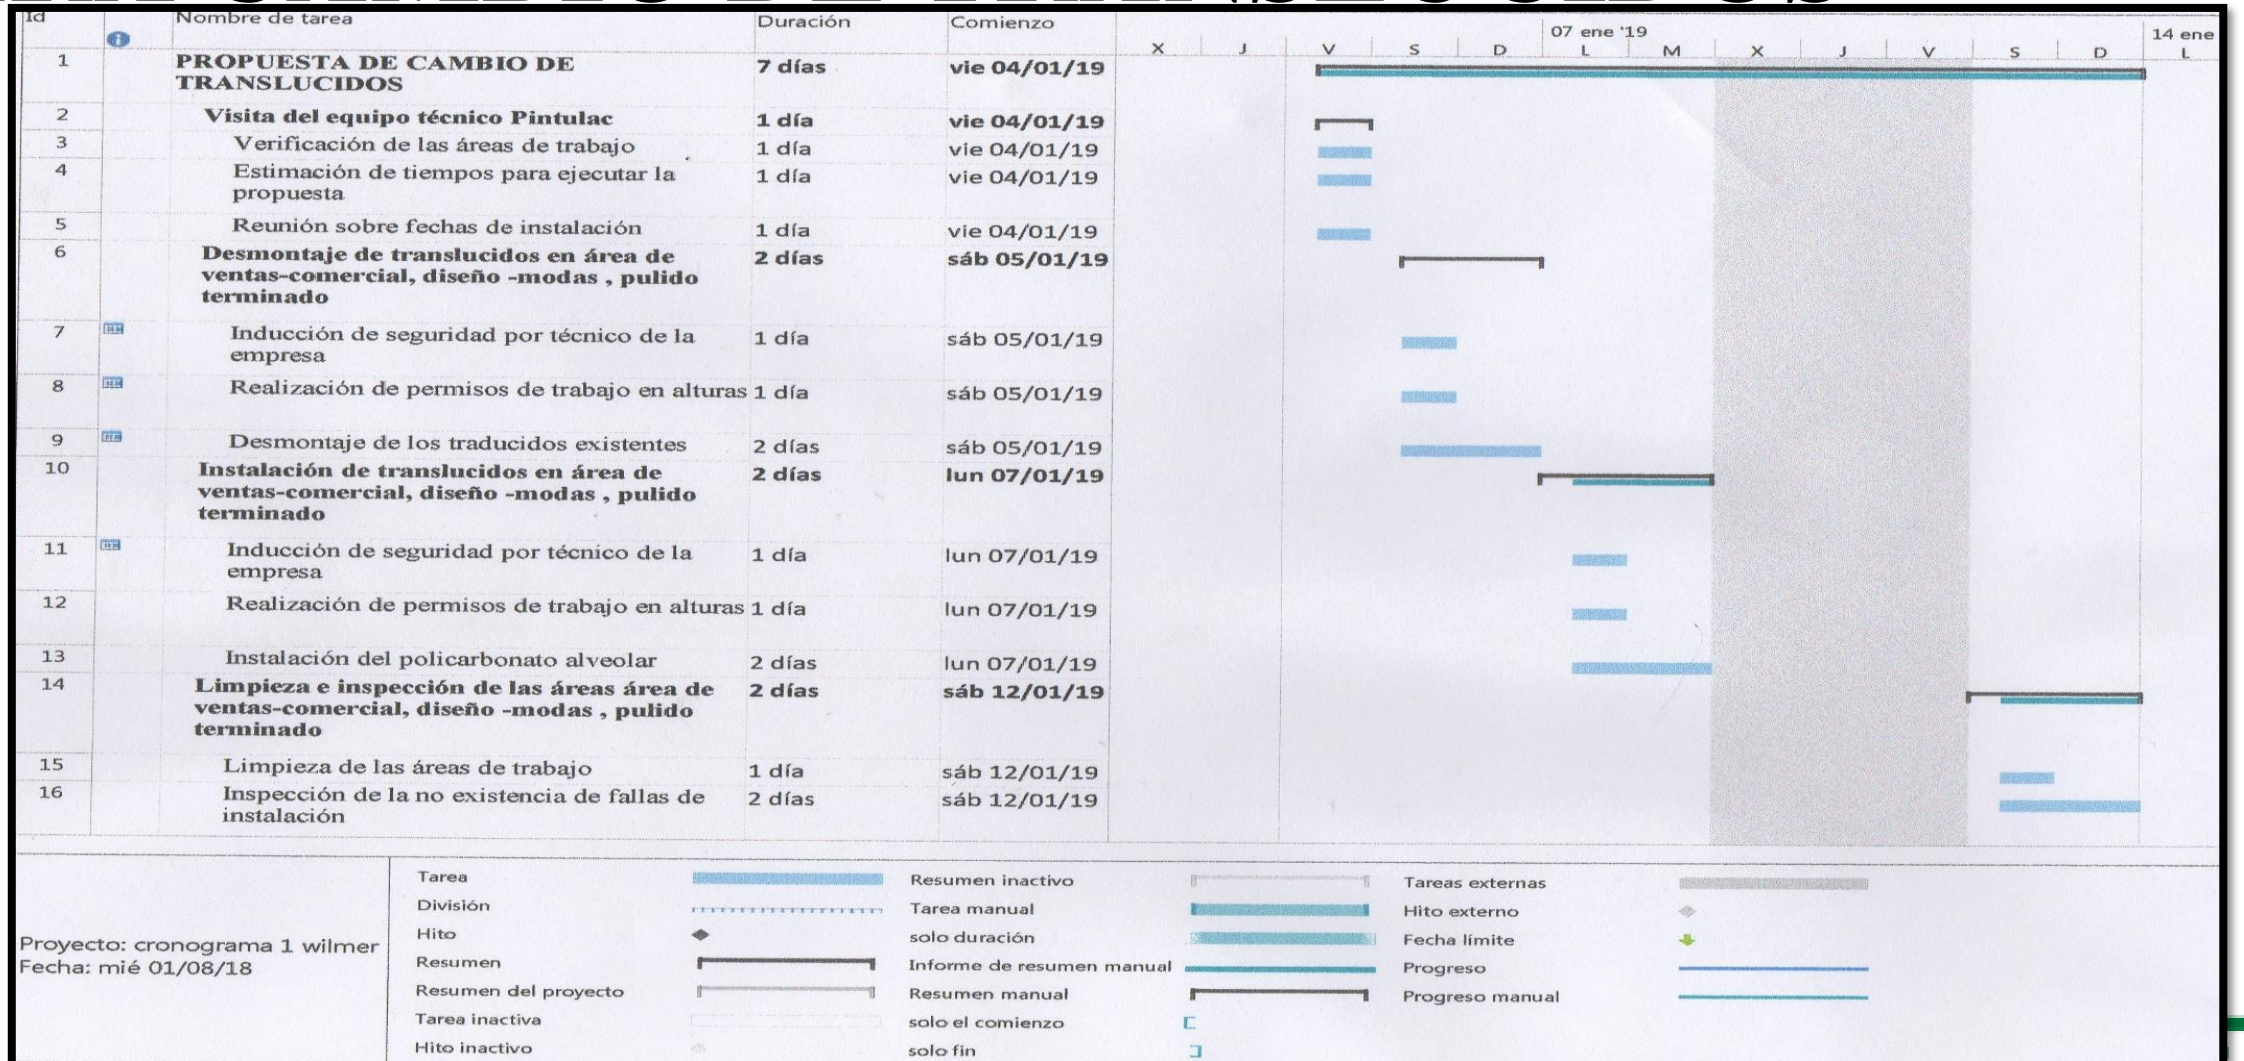 Id Nombre de tarea Duración Comienzo 07 ene '19 14 ene
X J V S D L M X J V S D L
1 PROPUESTA DE CAMBIO DE 7 días vie 04/01/19
TRANSLUCIDOS
2 Visita del equipo técnico Pintulac 1 día vie 04/01/19
3 Verificación de las áreas de trabajo 1 día vie 04/01/19
4 Estimación de tiempos para ejecutar la 1 día vie 04/01/19
propuesta
5 Reunión sobre fechas de instalación 1 día vie 04/01/19
6 Desmontaje de translucidos en área de 2 días sáb 05/01/19
ventas-comercial, diseño -modas , pulido
terminado
7 Inducción de seguridad por técnico de la 1 día sáb 05/01/19
empresa
8 Realización de permisos de trabajo en alturas 1 día sáb 05/01/19
9 Desmontaje de los traducidos existentes 2 días sáb 05/01/19
10 Instalación de translucidos en área de 2 días lun 07/01/19
ventas-comercial, diseño -modas , pulido
terminado
11 Inducción de seguridad por técnico de la 1 día lun 07/01/19
empresa
12 Realización de permisos de trabajo en alturas 1 día lun 07/01/19
13 Instalación del policarbonato alveolar 2 días lun 07/01/19
14 Limpieza e inspección de las áreas área de 2 días sáb 12/01/19
ventas-comercial, diseño -modas , pulido
terminado
15 Limpieza de las áreas de trabajo 1 día sáb 12/01/19
16 Inspección de la no existencia de fallas de 2 días sáb 12/01/19
instalación
Proyecto: cronograma 1 wilmer
Fecha: mié 01/08/18
Tarea
División
Hito
Resumen
Resumen del proyecto
Tarea inactiva
Hito inactivo
Resumen inactivo
Tarea manual
solo duración
Informe de resumen manual
Resumen manual
solo el comienzo
solo fin
Tareas externas
Hito externo
Fecha límite
Progreso
Progreso manual